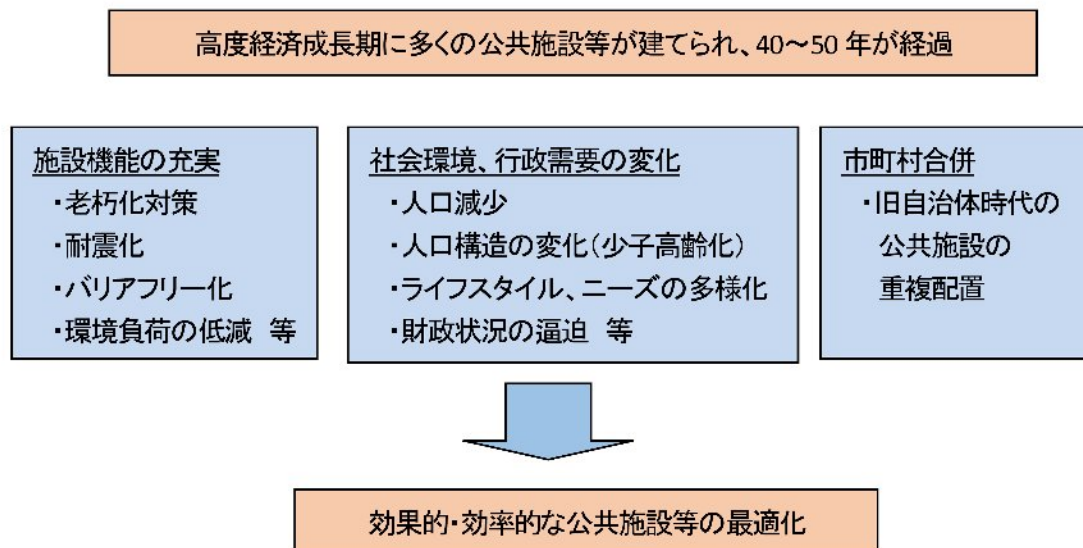 高度経済成長期に多くの公共施設等が建てられ、40～50 年が経過
施設機能の充実
・老朽化対策
・耐震化
・バリアフリー化
・環境負荷の低減　等
社会環境、行政需要の変化
・人口減少
・人口構造の変化（少子高齢化）
・ライフスタイル、ニーズの多様化
・財政状況の逼迫　等
市町村合併
・旧自治体時代の
公共施設の
重複配置
効果的・効率的な公共施設等の最適化